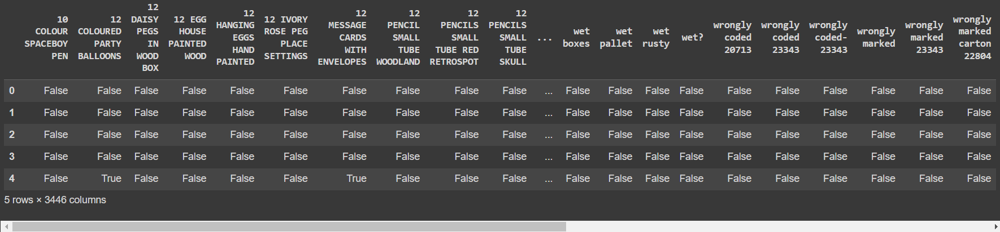 10 COLOUR SPACEBOY PEN 12 COLOURED PARTY BALLOONS 12 DAISY PEGS IN WOOD BOX 12 EGG HOUSE PAINTED WOOD 12 HANGING EGGS HAND PAINTED 12 IVORY ROSE PEG PLACE SETTINGS 12 MESSAGE CARDS WITH ENVELOPES 12 PENCIL SMALL TUBE WOODLAND 12 PENCILS SMALL TUBE RED RETROSPOT 12 PENCILS SMALL TUBE SKULL ... wet boxes wet pallet wet rusty wet? wrongly coded 20713 wrongly coded 23343 wrongly coded-23343 wrongly marked wrongly marked 23343 wrongly marked carton 22804
0 False False False False False False False False False False ... False False False False False False False False False False
1 False False False False False False False False False False ... False False False False False False False False False False
2 False False False False False False False False False False ... False False False False False False False False False False
3 False False False False False False False False False False ... False False False False False False False False False False
4 False True False False False False True False False False ... False False False False False False False False False False
5 rows × 3446 columns